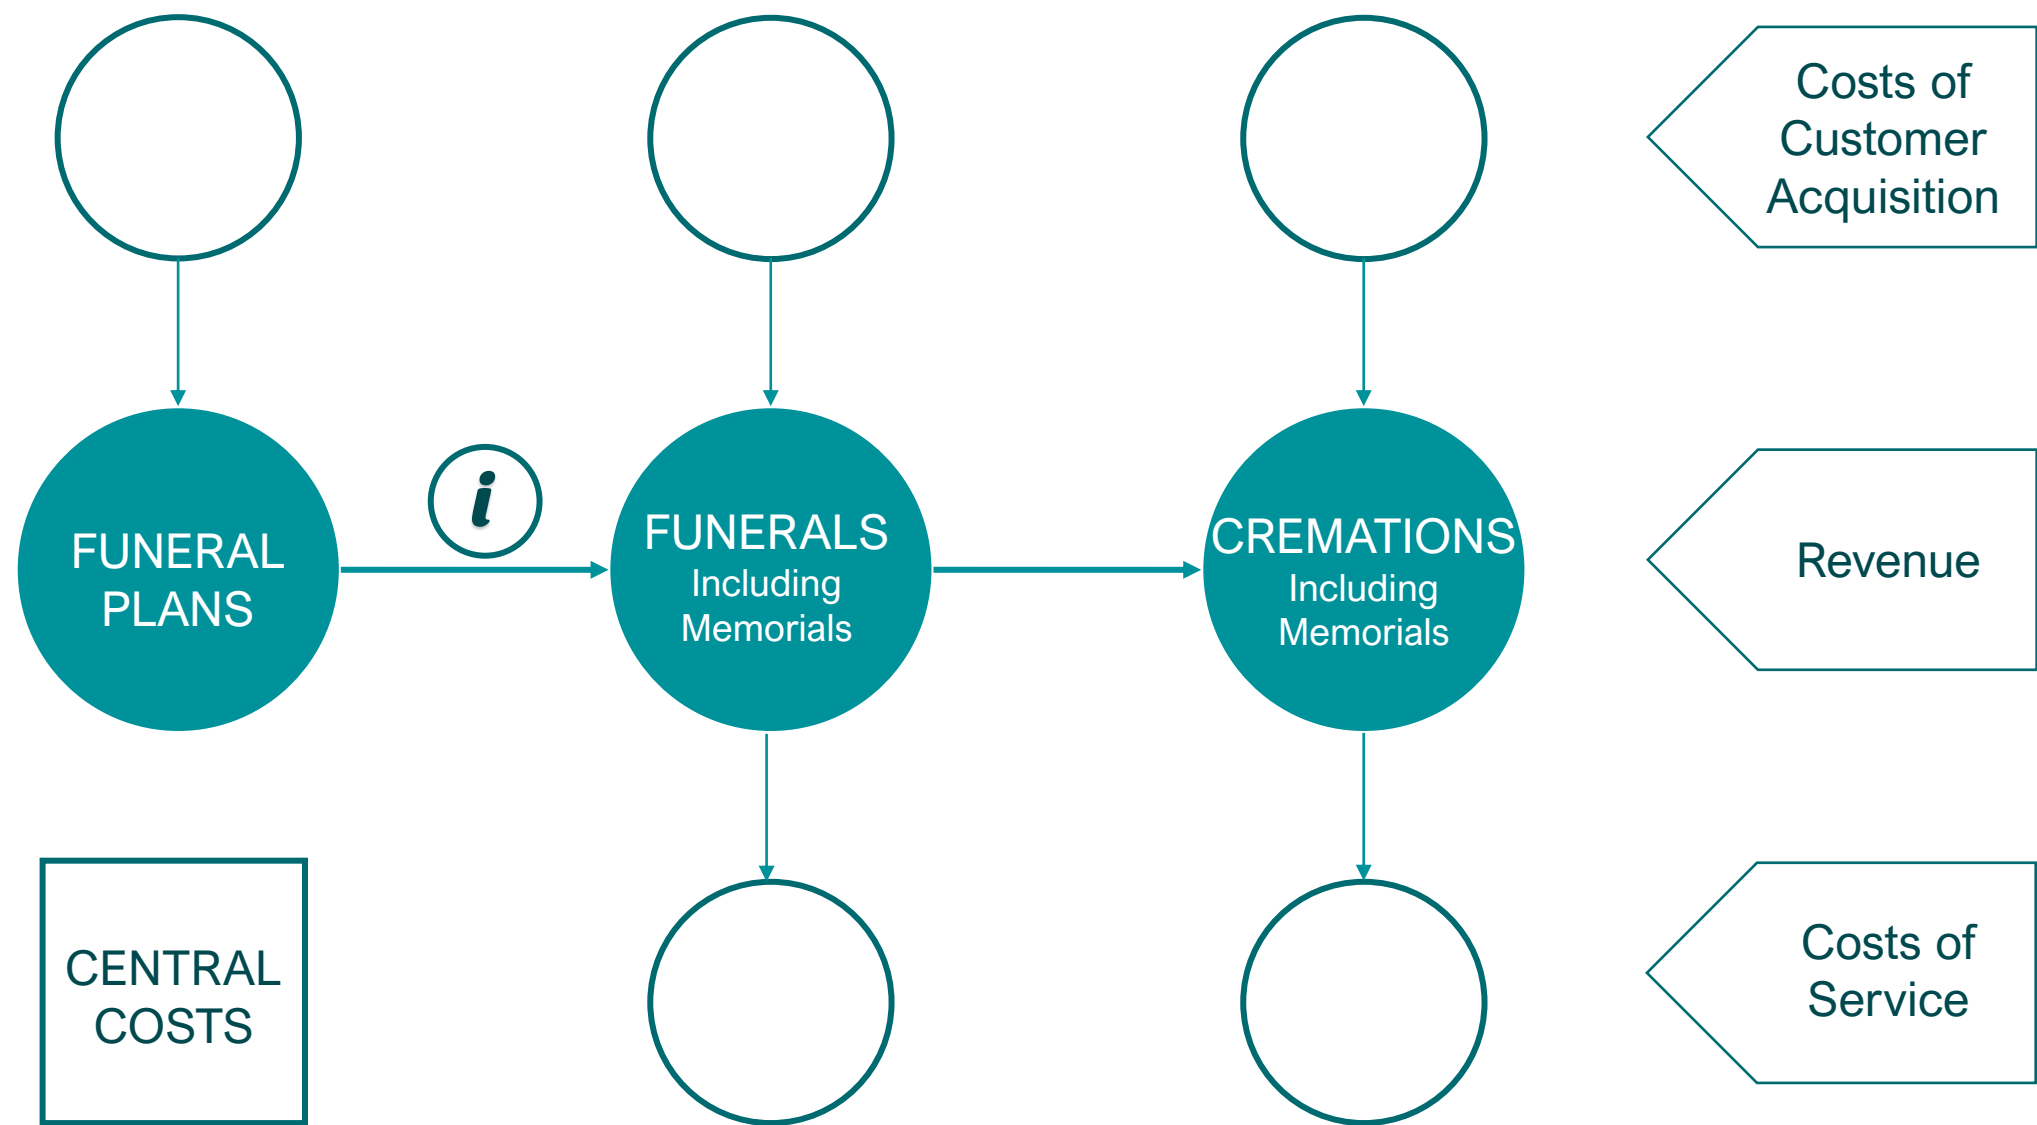 Costs of
Customer
Acquisition
FUNERAL
PLANS
i
FUNERALS
Including
Memorials
CREMATIONS
Including
Memorials
Revenue
CENTRAL
COSTS
Costs of
Service